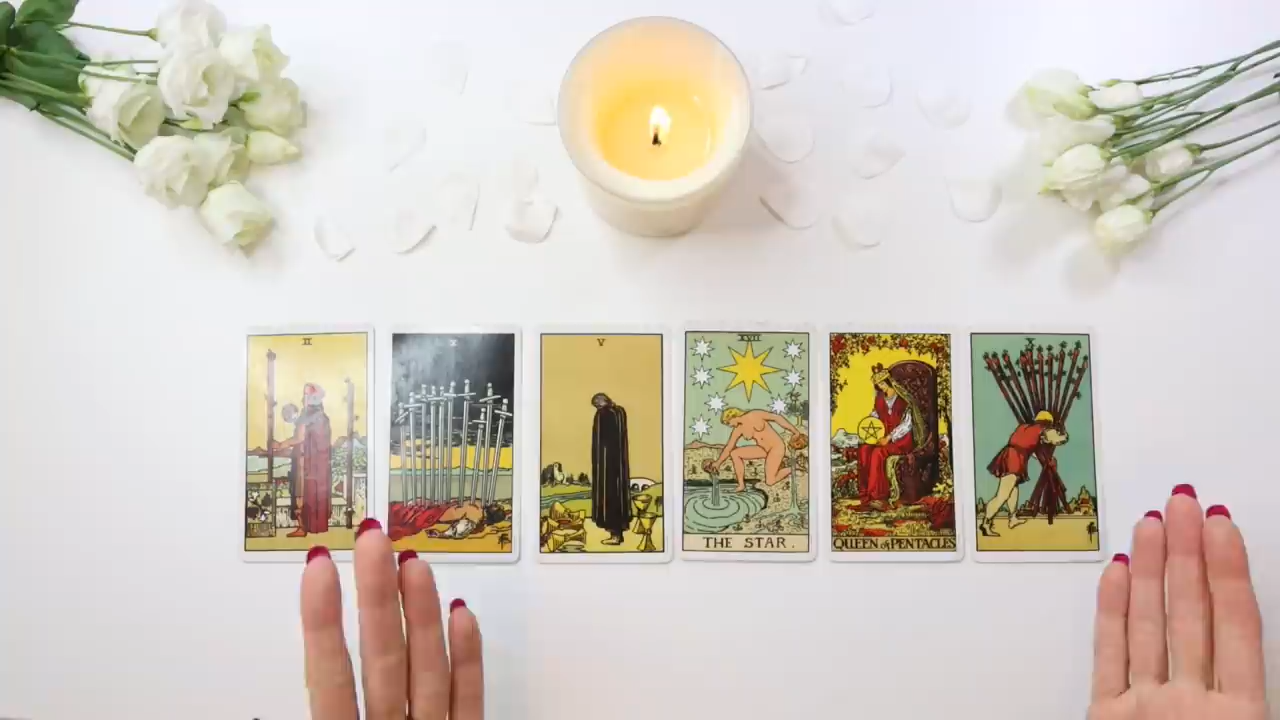 II
X
V
XVII
THE STAR.
QUEEN of PENTACLES
X